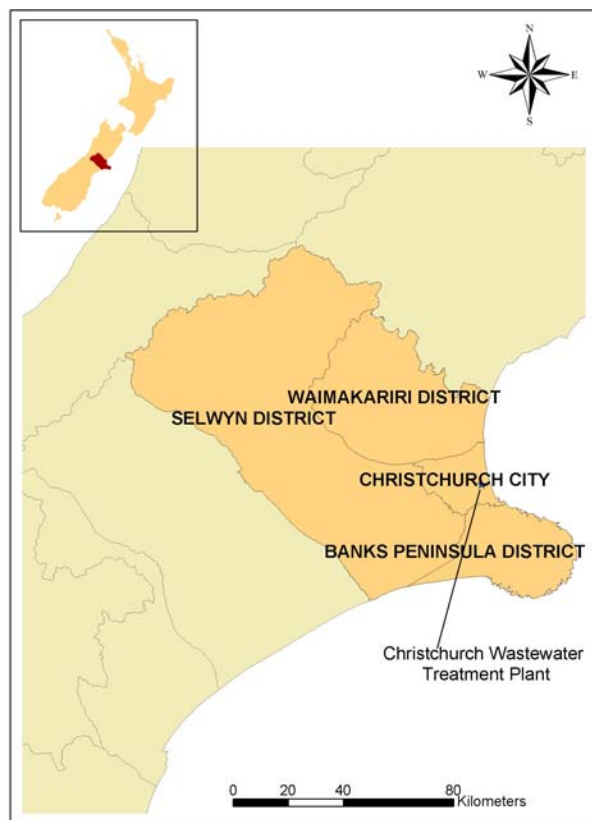 N
W E
S
WAIMAKARIRI DISTRICT
SELWYN DISTRICT
CHRISTCHURCH CITY
BANKS PENINSULA DISTRICT
Christchurch Wastewater
Treatment Plant
0 20 40 80
Kilometers